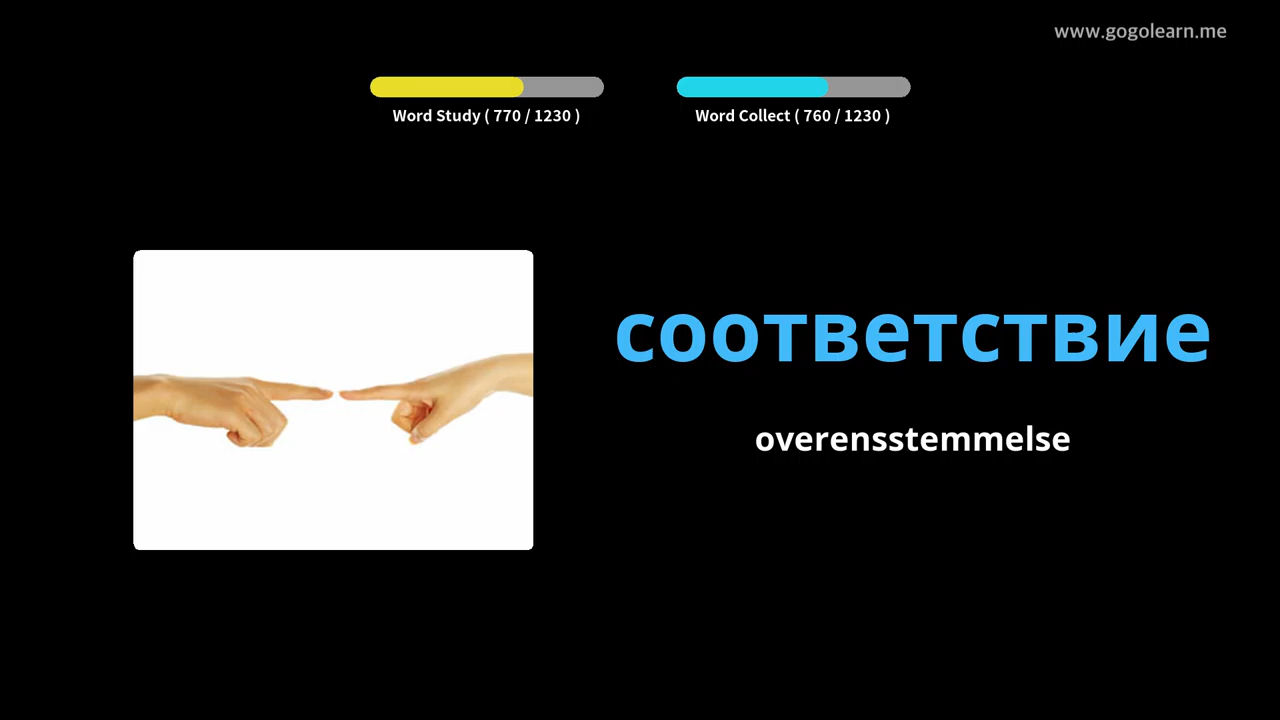 www.gogolearn.me
Word Study ( 770 / 1230 )
Word Collect ( 760 / 1230 )
соответствие
overensstemmelse